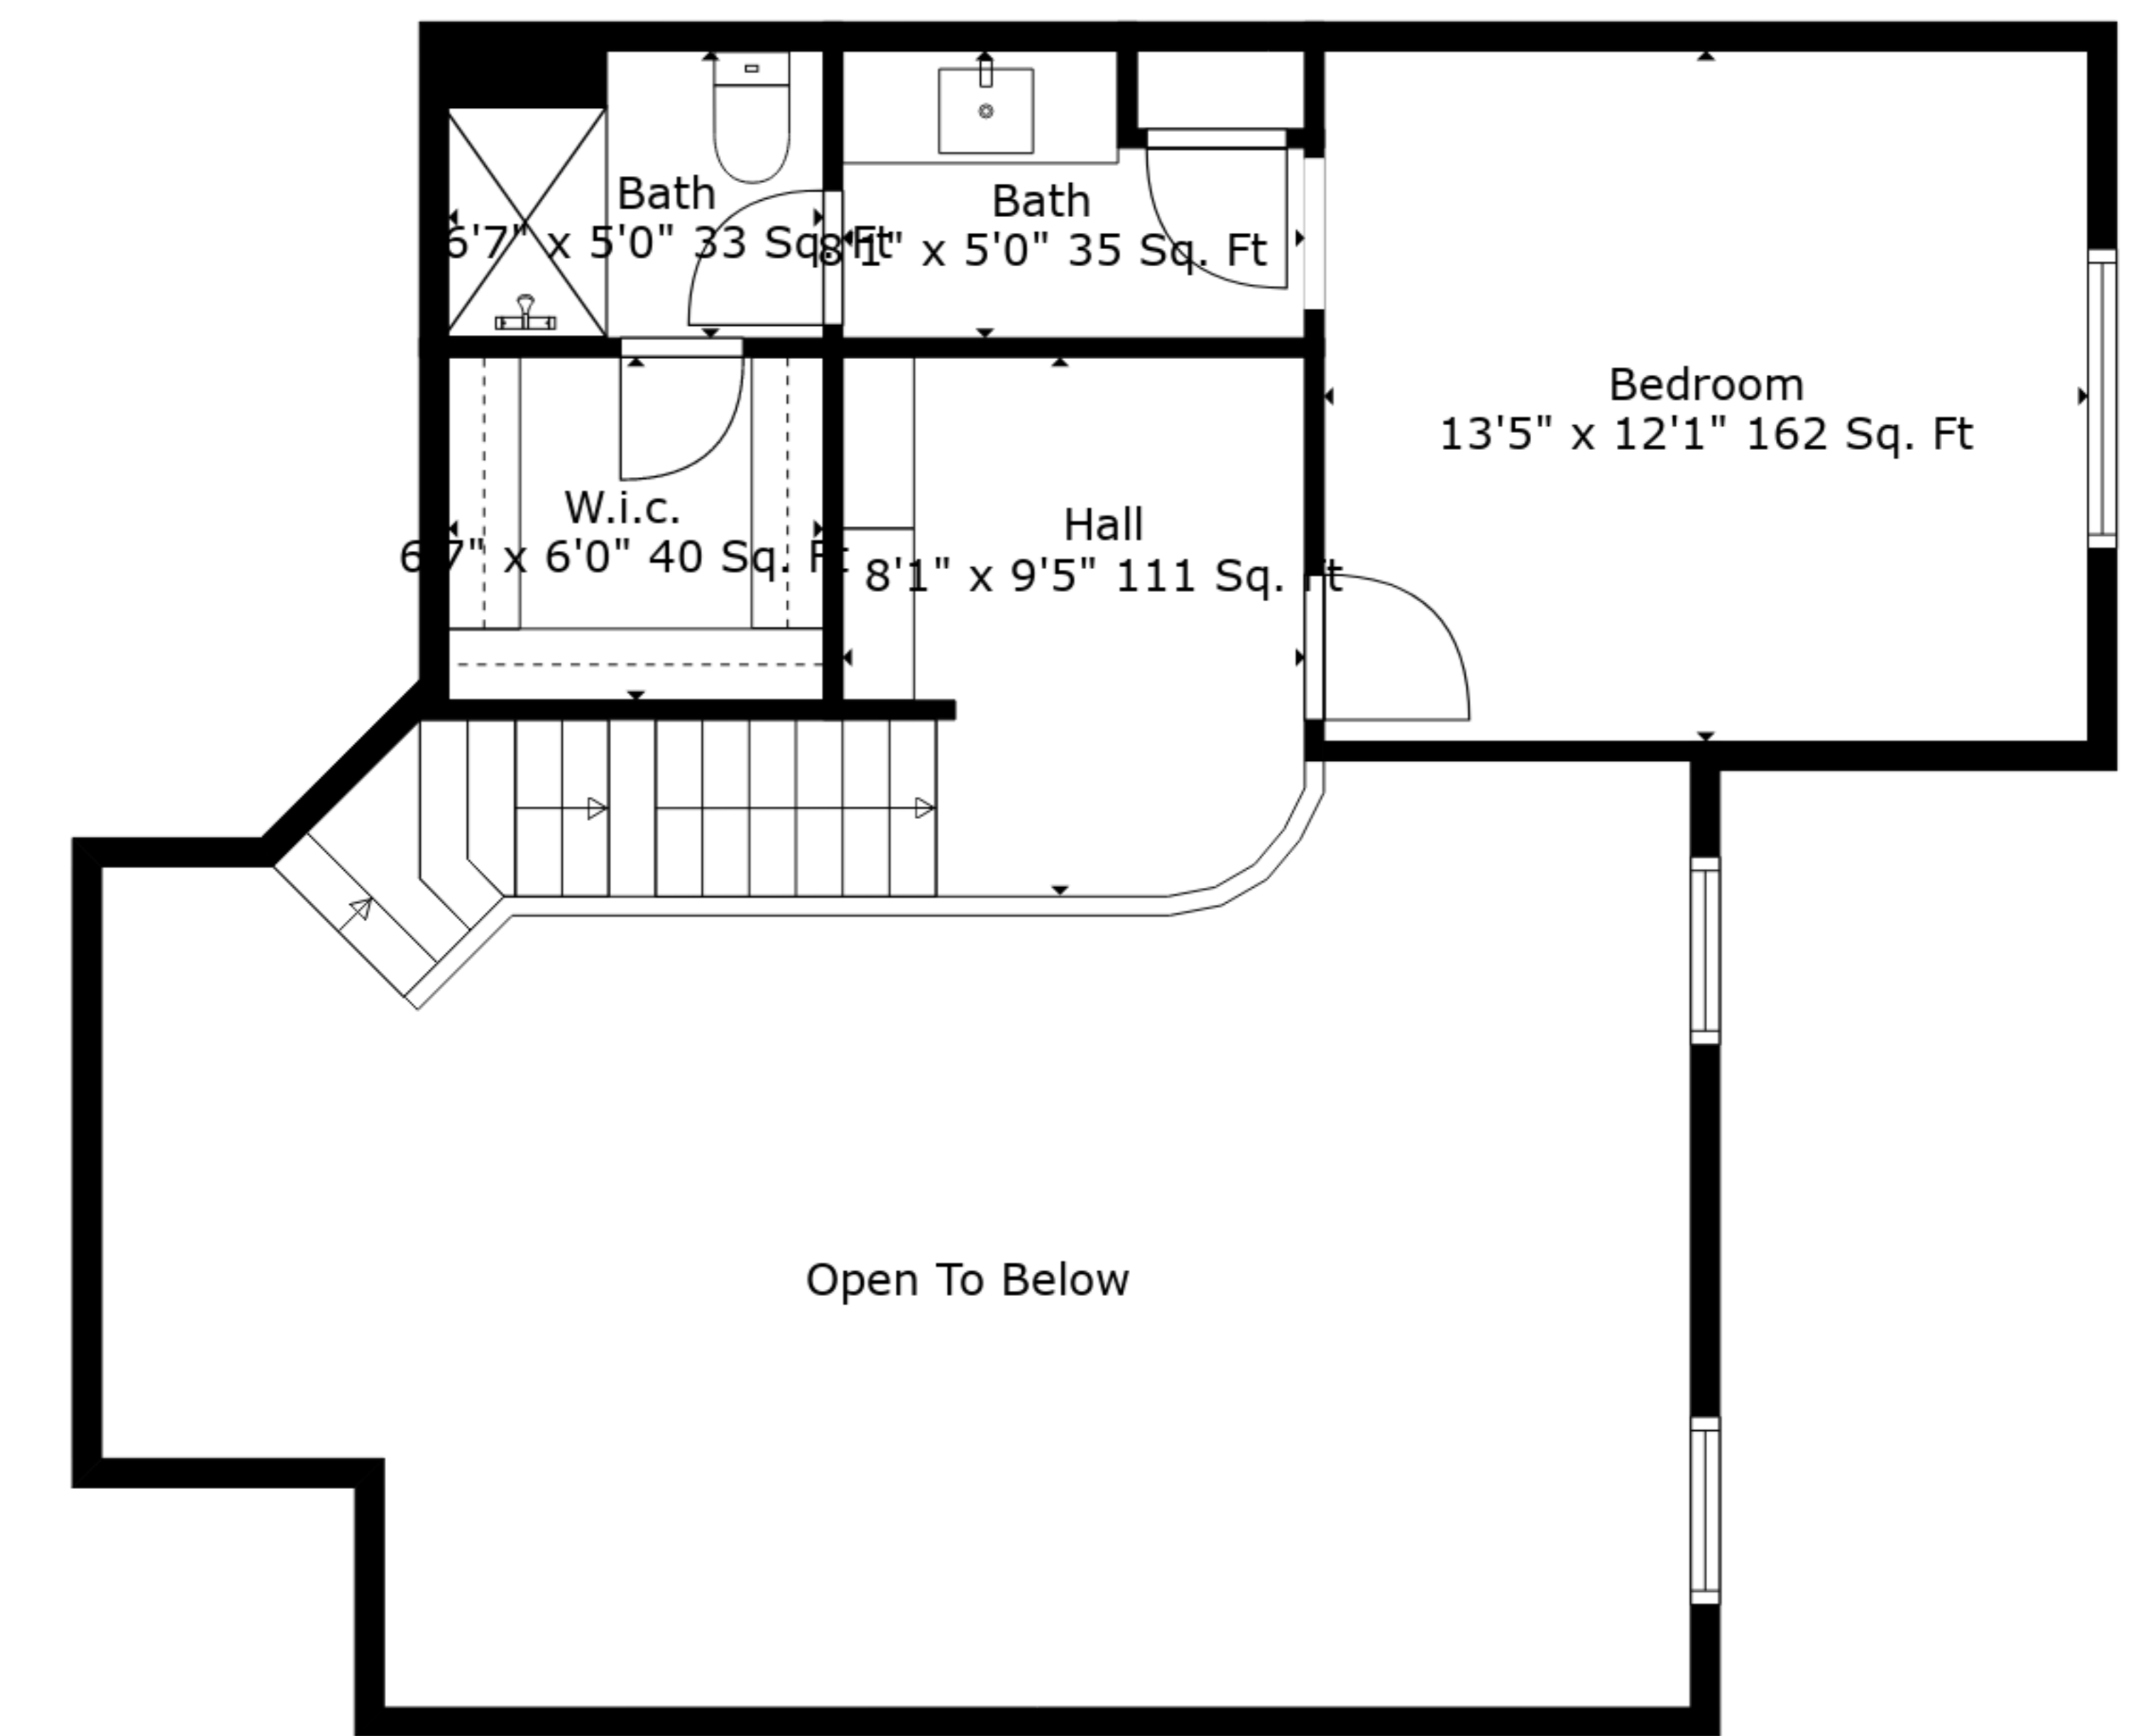 Bath
6'7" x 5'0" 33 Sq. Ft
Bath
8'1" x 5'0" 35 Sq. Ft
Bedroom
13'5" x 12'1" 162 Sq. Ft
W.i.c.
6'7" x 6'0" 40 Sq. Ft
Hall
8'1" x 9'5" 111 Sq. Ft
Open To Below